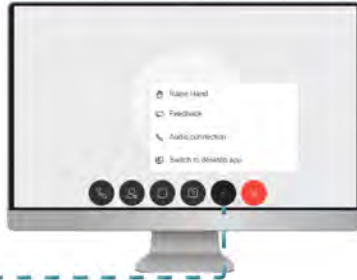 Raise Hand
Feedback
Audio connection
Switch to desktop app